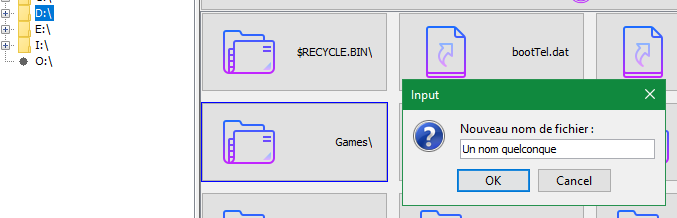 D:\
E:\
I:\
O:\
$RECYCLE.BIN\
bootTel.dat
Games\
Input
Nouveau nom de fichier :
Un nom quelconque
OK
Cancel